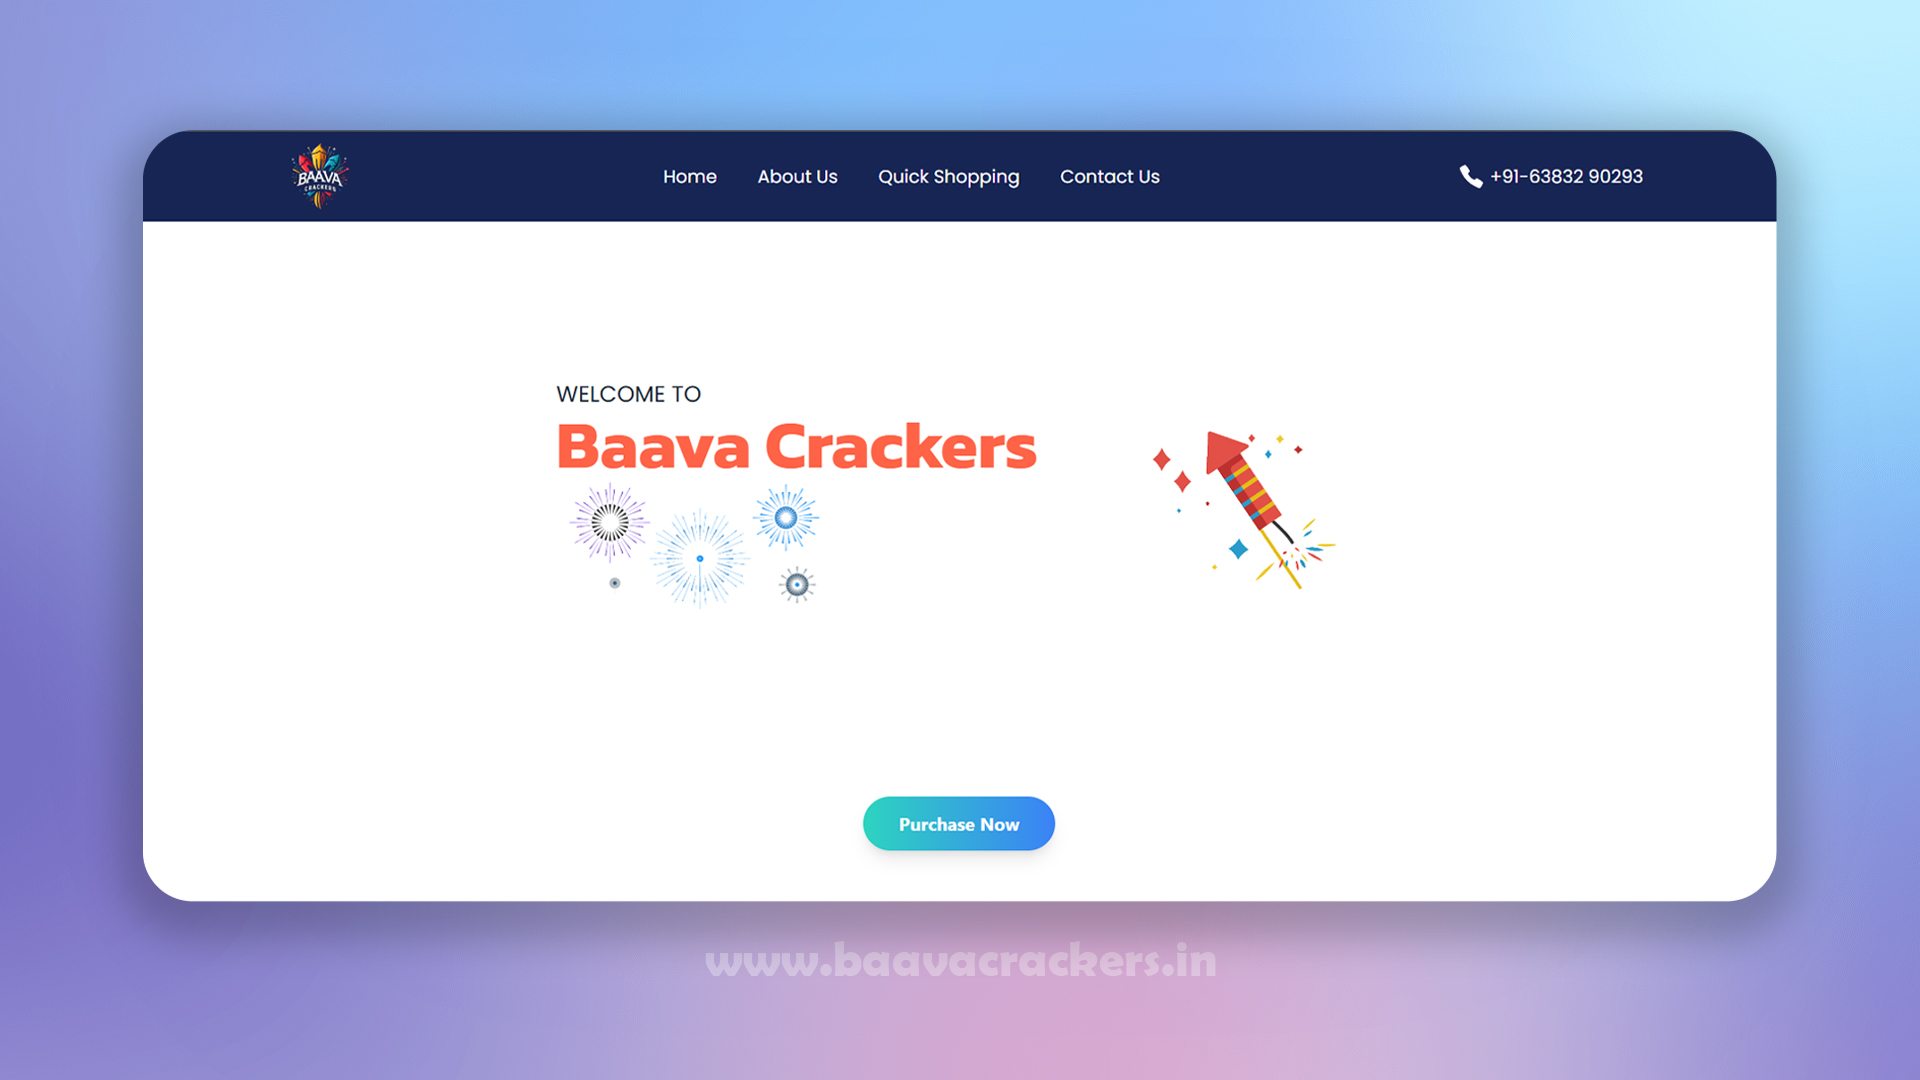 BAAVA
CRACKERS
Home
About Us
Quick Shopping
Contact Us
+91-63832 90293
WELCOME TO
Baava Crackers
Purchase Now
www.baavacrackers.in